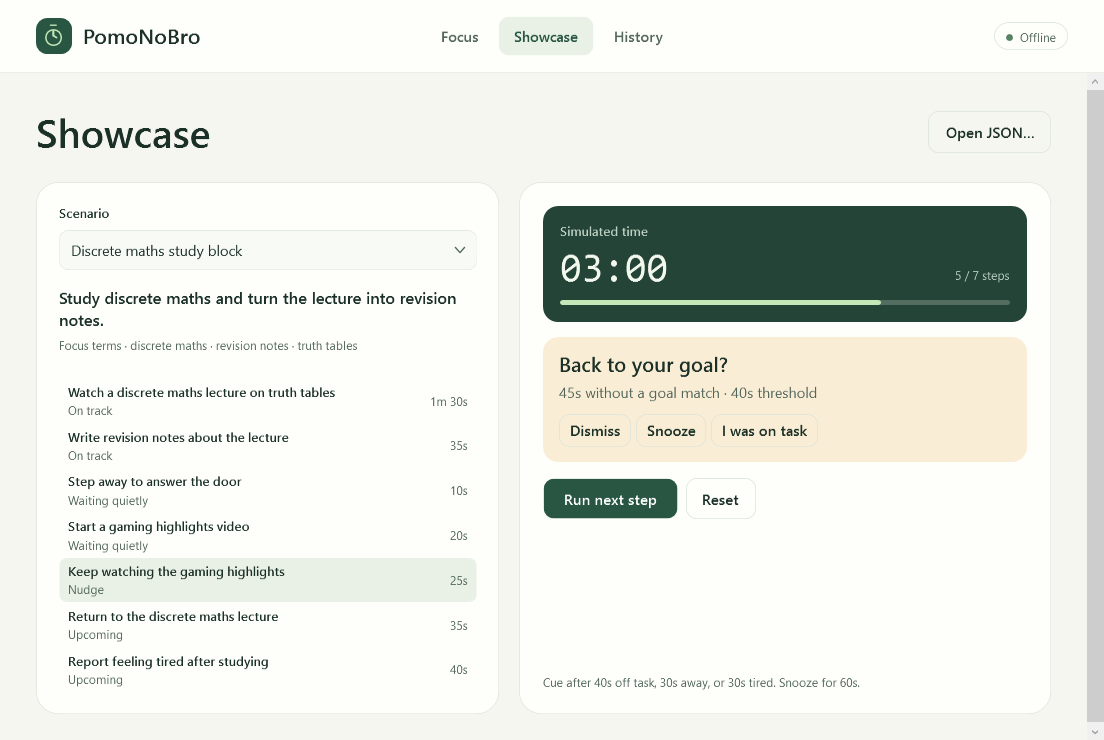 PomoNoBro
Focus
Showcase
History
Offline
Showcase
Open JSON...
Scenario
Discrete maths study block
Study discrete maths and turn the lecture into revision
notes.
Focus terms · discrete maths · revision notes · truth tables
Watch a discrete maths lecture on truth tables
On track
1m 30s
Write revision notes about the lecture
On track
35s
Step away to answer the door
Waiting quietly
10s
Start a gaming highlights video
Waiting quietly
20s
Keep watching the gaming highlights
Nudge
25s
Return to the discrete maths lecture
Upcoming
35s
Report feeling tired after studying
Upcoming
40s
Simulated time
03:00
5 / 7 steps
Back to your goal?
45s without a goal match · 40s threshold
Dismiss
Snooze
I was on task
Run next step
Reset
Cue after 40s off task, 30s away, or 30s tired. Snooze for 60s.